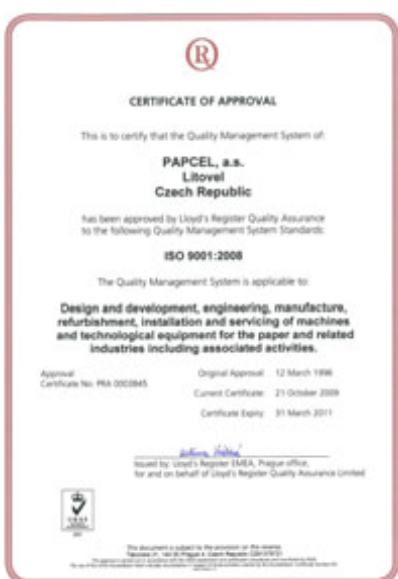 CERTIFICATE OF APPROVAL
This is to certify that the Quality Management System of:
PAPCEL, a.s.
Litovel
Czech Republic
has been approved by Lloyd's Register Quality Assurance
to the following Quality Management System Standards:
ISO 9001:2008
The Quality Management System is applicable to:
Design and development, engineering, manufacture,
refurbishment, installation and servicing of machines
and technological equipment for the paper and related
industries including associated activities.
Approval
Certificate No: PRA 0003845
Original Approval: 12 March 1996
Current Certificate: 21 October 2009
Certificate Expiry: 31 March 2011
Issued by: Lloyd's Register EMEA, Prague office,
for and on behalf of Lloyd's Register Quality Assurance Limited
UKAS
This document is subject to the provision on the reverse